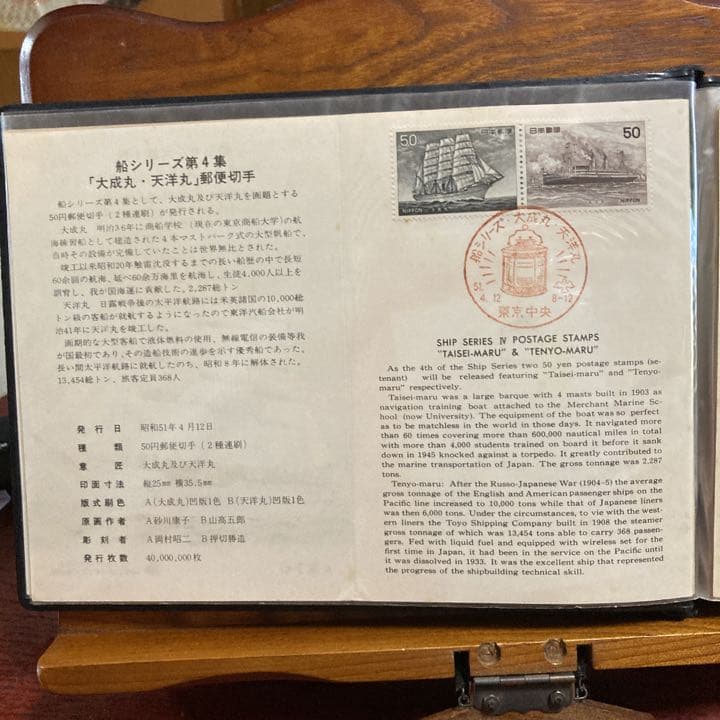 船シリーズ第4集
「大成丸・天洋丸」郵便切手
船シリーズ第4集として、大成丸及び天洋丸を画題とする
50円郵便切手(2種連刷)が発行される。
大成丸 明治36年に商船学校(現在の東京商船大学)の航
海練習船として建造された4本マストバーク式の大型帆船で、
当時その設備が完備していたことは世界無比とされた。
竣工以来昭和20年触雷沈没するまでの長い船歴の中で長短
60余回の航海、延べ60余万海里を航海し、生徒4,000人以上を
訓育し、我が国海運に貢献した。2,287総トン
天洋丸 日露戦争後の太平洋航路には米英諸国の10,000総
トン級の客船が就航するようになったので東洋汽船会社が明
治41年に天洋丸を竣工した。
画期的な大型客船で液体燃料の使用、無線電信の装備等我
が国最初であり、その造船技術の進歩を示す優秀船であった。
長い間太平洋航路に就航したのち、昭和8年に解体された。
13,454総トン、旅客定員368人
発行日 昭和51年4月12日
種類 50円郵便切手(2種連刷)
意匠 大成丸及び天洋丸
印面寸法 縦25mm 横35.5mm
版式刷色 A(大成丸)凹版1色 B(天洋丸)凹版1色
原画作者 A砂川康子 B山高五郎
彫刻者 A岡村昭二 B押切勝造
発行枚数 40,000,000枚
50 日本郵便
NIPPON
日本郵便 50
NIPPON
船シリーズ・大成丸 天洋丸
51.
4.12
8-12
東京中央
SHIP SERIES Ⅳ POSTAGE STAMPS
"TAISEI-MARU" & "TENYO-MARU"
As the 4th of the Ship Series two 50 yen postage stamps (se-
tenant) will be released featuring "Taisei-maru" and "Tenyo-
maru" respectively.
Taisei-maru was a large barque with 4 masts built in 1903 as
navigation training boat attached to the Merchant Marine Sc-
hool (now University). The equipment of the boat was so perfect
as to be matchless in the world in those days. It navigated more
than 60 times covering more than 600,000 nautical miles in total
with more than 4,000 students trained on board it before it sank
down in 1945 knocked against a torpedo. It greatly contributed to
the marine transportation of Japan. The gross tonnage was 2,287
tons.
Tenyo-maru: After the Russo-Japanese War (1904-5) the average
gross tonnage of the English and American passenger ships on the
Pacific line increased to 10,000 tons while that of Japanese liners
was then 6,000 tons. Under the circumstances, to vie with the west-
ern liners the Toyo Shipping Company built in 1908 the steamer
gross tonnage of which was 13,454 tons able to carry 368 passen-
gers. Fed with liquid fuel and equipped with wireless set for the
first time in Japan, it had been in the service on the Pacific until
it was dissolved in 1933. It was the excellent ship that represented
the progress of the shipbuilding technical skill.